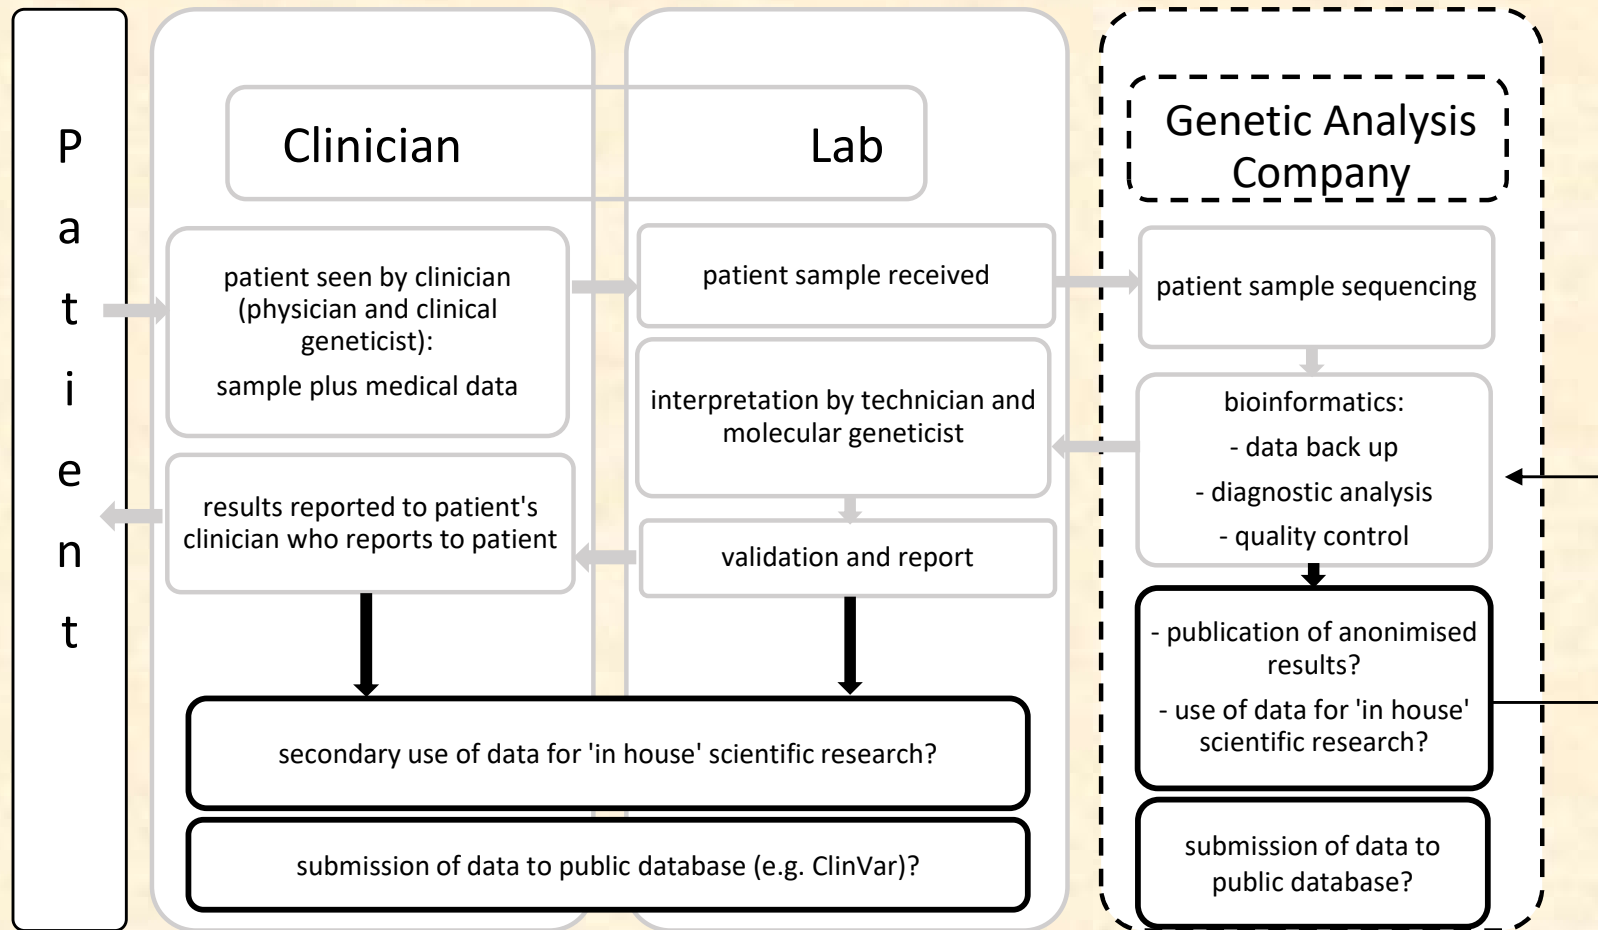 Patient
Clinician
Lab
Genetic Analysis
Company
patient seen by clinician
(physician and clinical
geneticist):
sample plus medical data
results reported to patient's
clinician who reports to patient
patient sample received
interpretation by technician and
molecular geneticist
validation and report
patient sample sequencing
bioinformatics:
- data back up
- diagnostic analysis
- quality control
- publication of anonimised
results?
- use of data for 'in house'
scientific research?
secondary use of data for 'in house' scientific research?
submission of data to public database (e.g. ClinVar)?
submission of data to
public database?